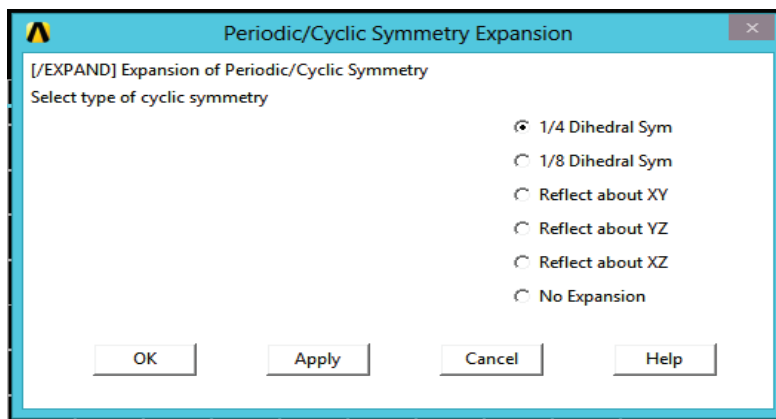 Periodic/Cyclic Symmetry Expansion
[/EXPAND] Expansion of Periodic/Cyclic Symmetry
Select type of cyclic symmetry
1/4 Dihedral Sym
1/8 Dihedral Sym
Reflect about XY
Reflect about YZ
Reflect about XZ
No Expansion
OK Apply Cancel Help